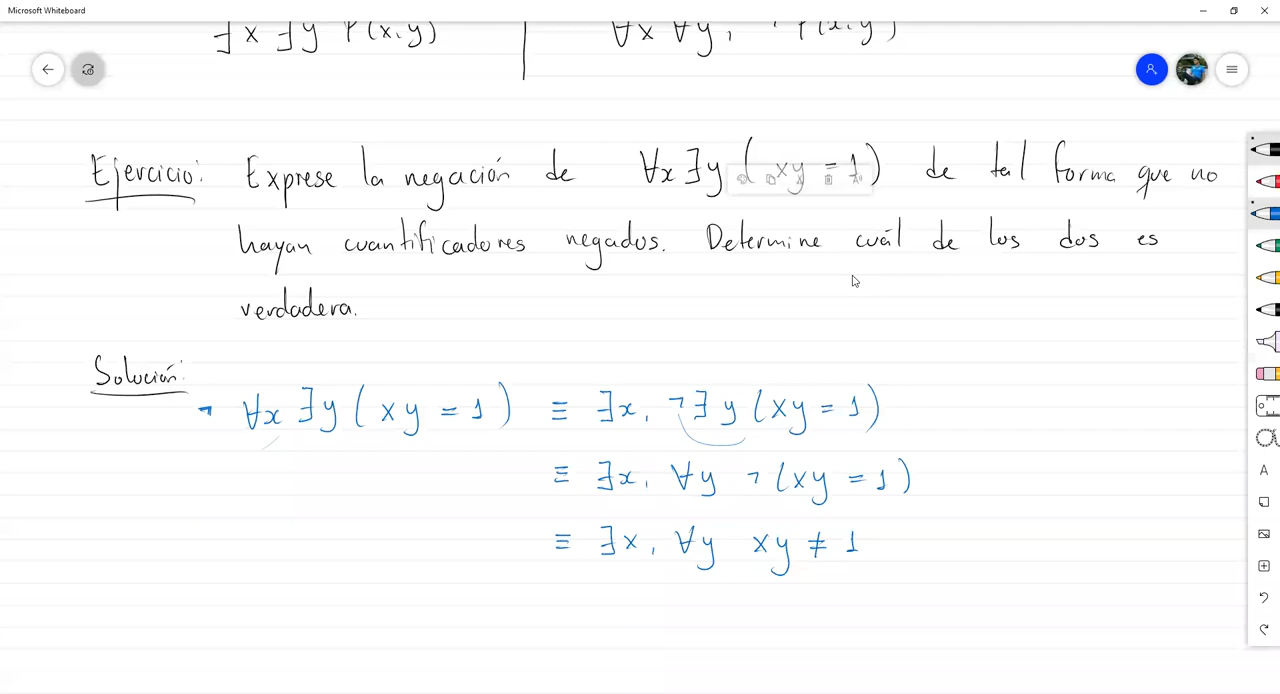 Microsoft Whiteboard
∃x ∃y P(x,y) ∀x ∀y, ¬P(x,y)
Ejercicio: Exprese la negación de ∀x ∃y (xy = 1) de tal forma que no
hayan cuantificadores negados. Determine cuál de los dos es
verdadera.
Solución:
¬ ∀x ∃y (xy = 1) ≡ ∃x, ¬∃y (xy = 1)
≡ ∃x, ∀y ¬(xy = 1)
≡ ∃x, ∀y xy ≠ 1